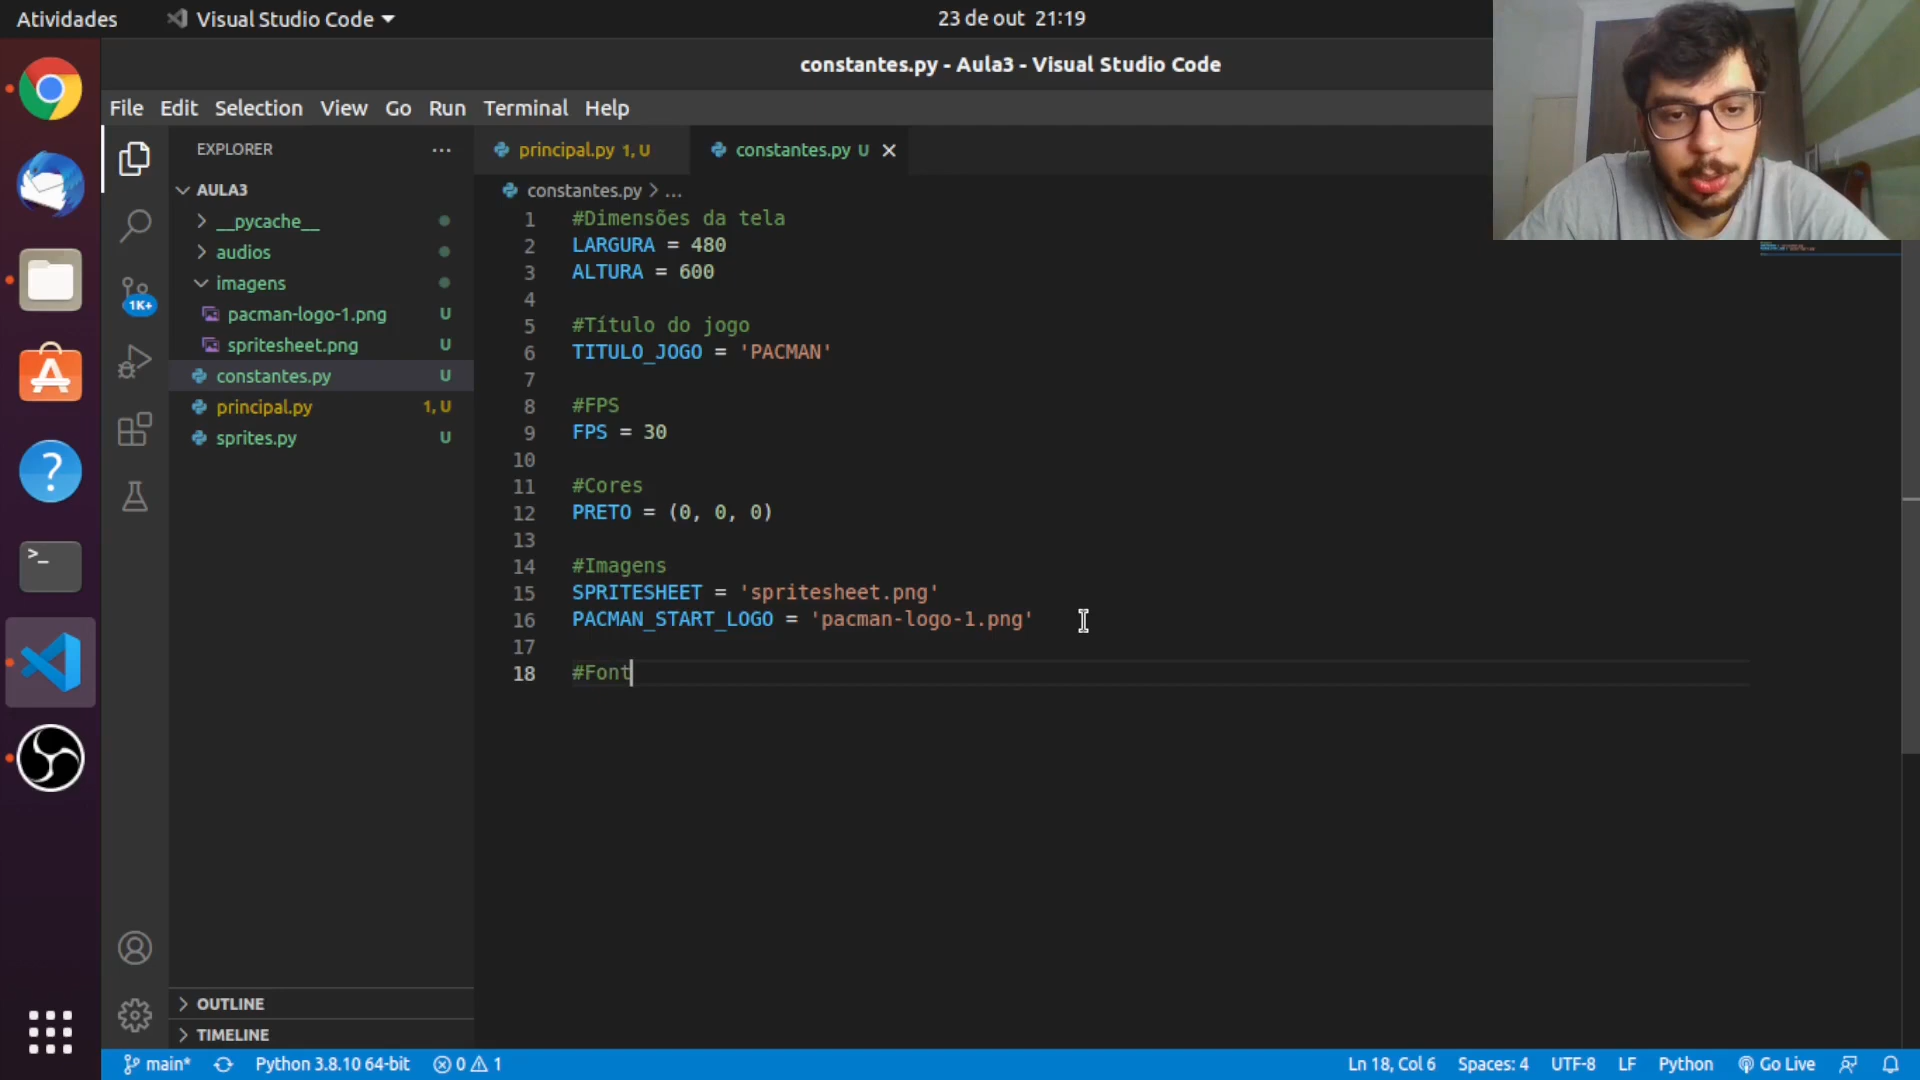 Atividades
Visual Studio Code
23 de out 21:19
constantes.py - Aula3 - Visual Studio Code
File Edit Selection View Go Run Terminal Help
EXPLORER
AULA3
__pycache__
audios
imagens
pacman-logo-1.png U
spritesheet.png U
constantes.py U
principal.py 1, U
sprites.py U
OUTLINE
TIMELINE
1K+
principal.py 1, U
constantes.py U
constantes.py > ...
1 #Dimensões da tela
2 LARGURA = 480
3 ALTURA = 600
4
5 #Título do jogo
6 TITULO_JOGO = 'PACMAN'
7
8 #FPS
9 FPS = 30
10
11 #Cores
12 PRETO = (0, 0, 0)
13
14 #Imagens
15 SPRITESHEET = 'spritesheet.png'
16 PACMAN_START_LOGO = 'pacman-logo-1.png'
17
18 #Font
main* Python 3.8.10 64-bit 0 1 Ln 18, Col 6 Spaces: 4 UTF-8 LF Python Go Live